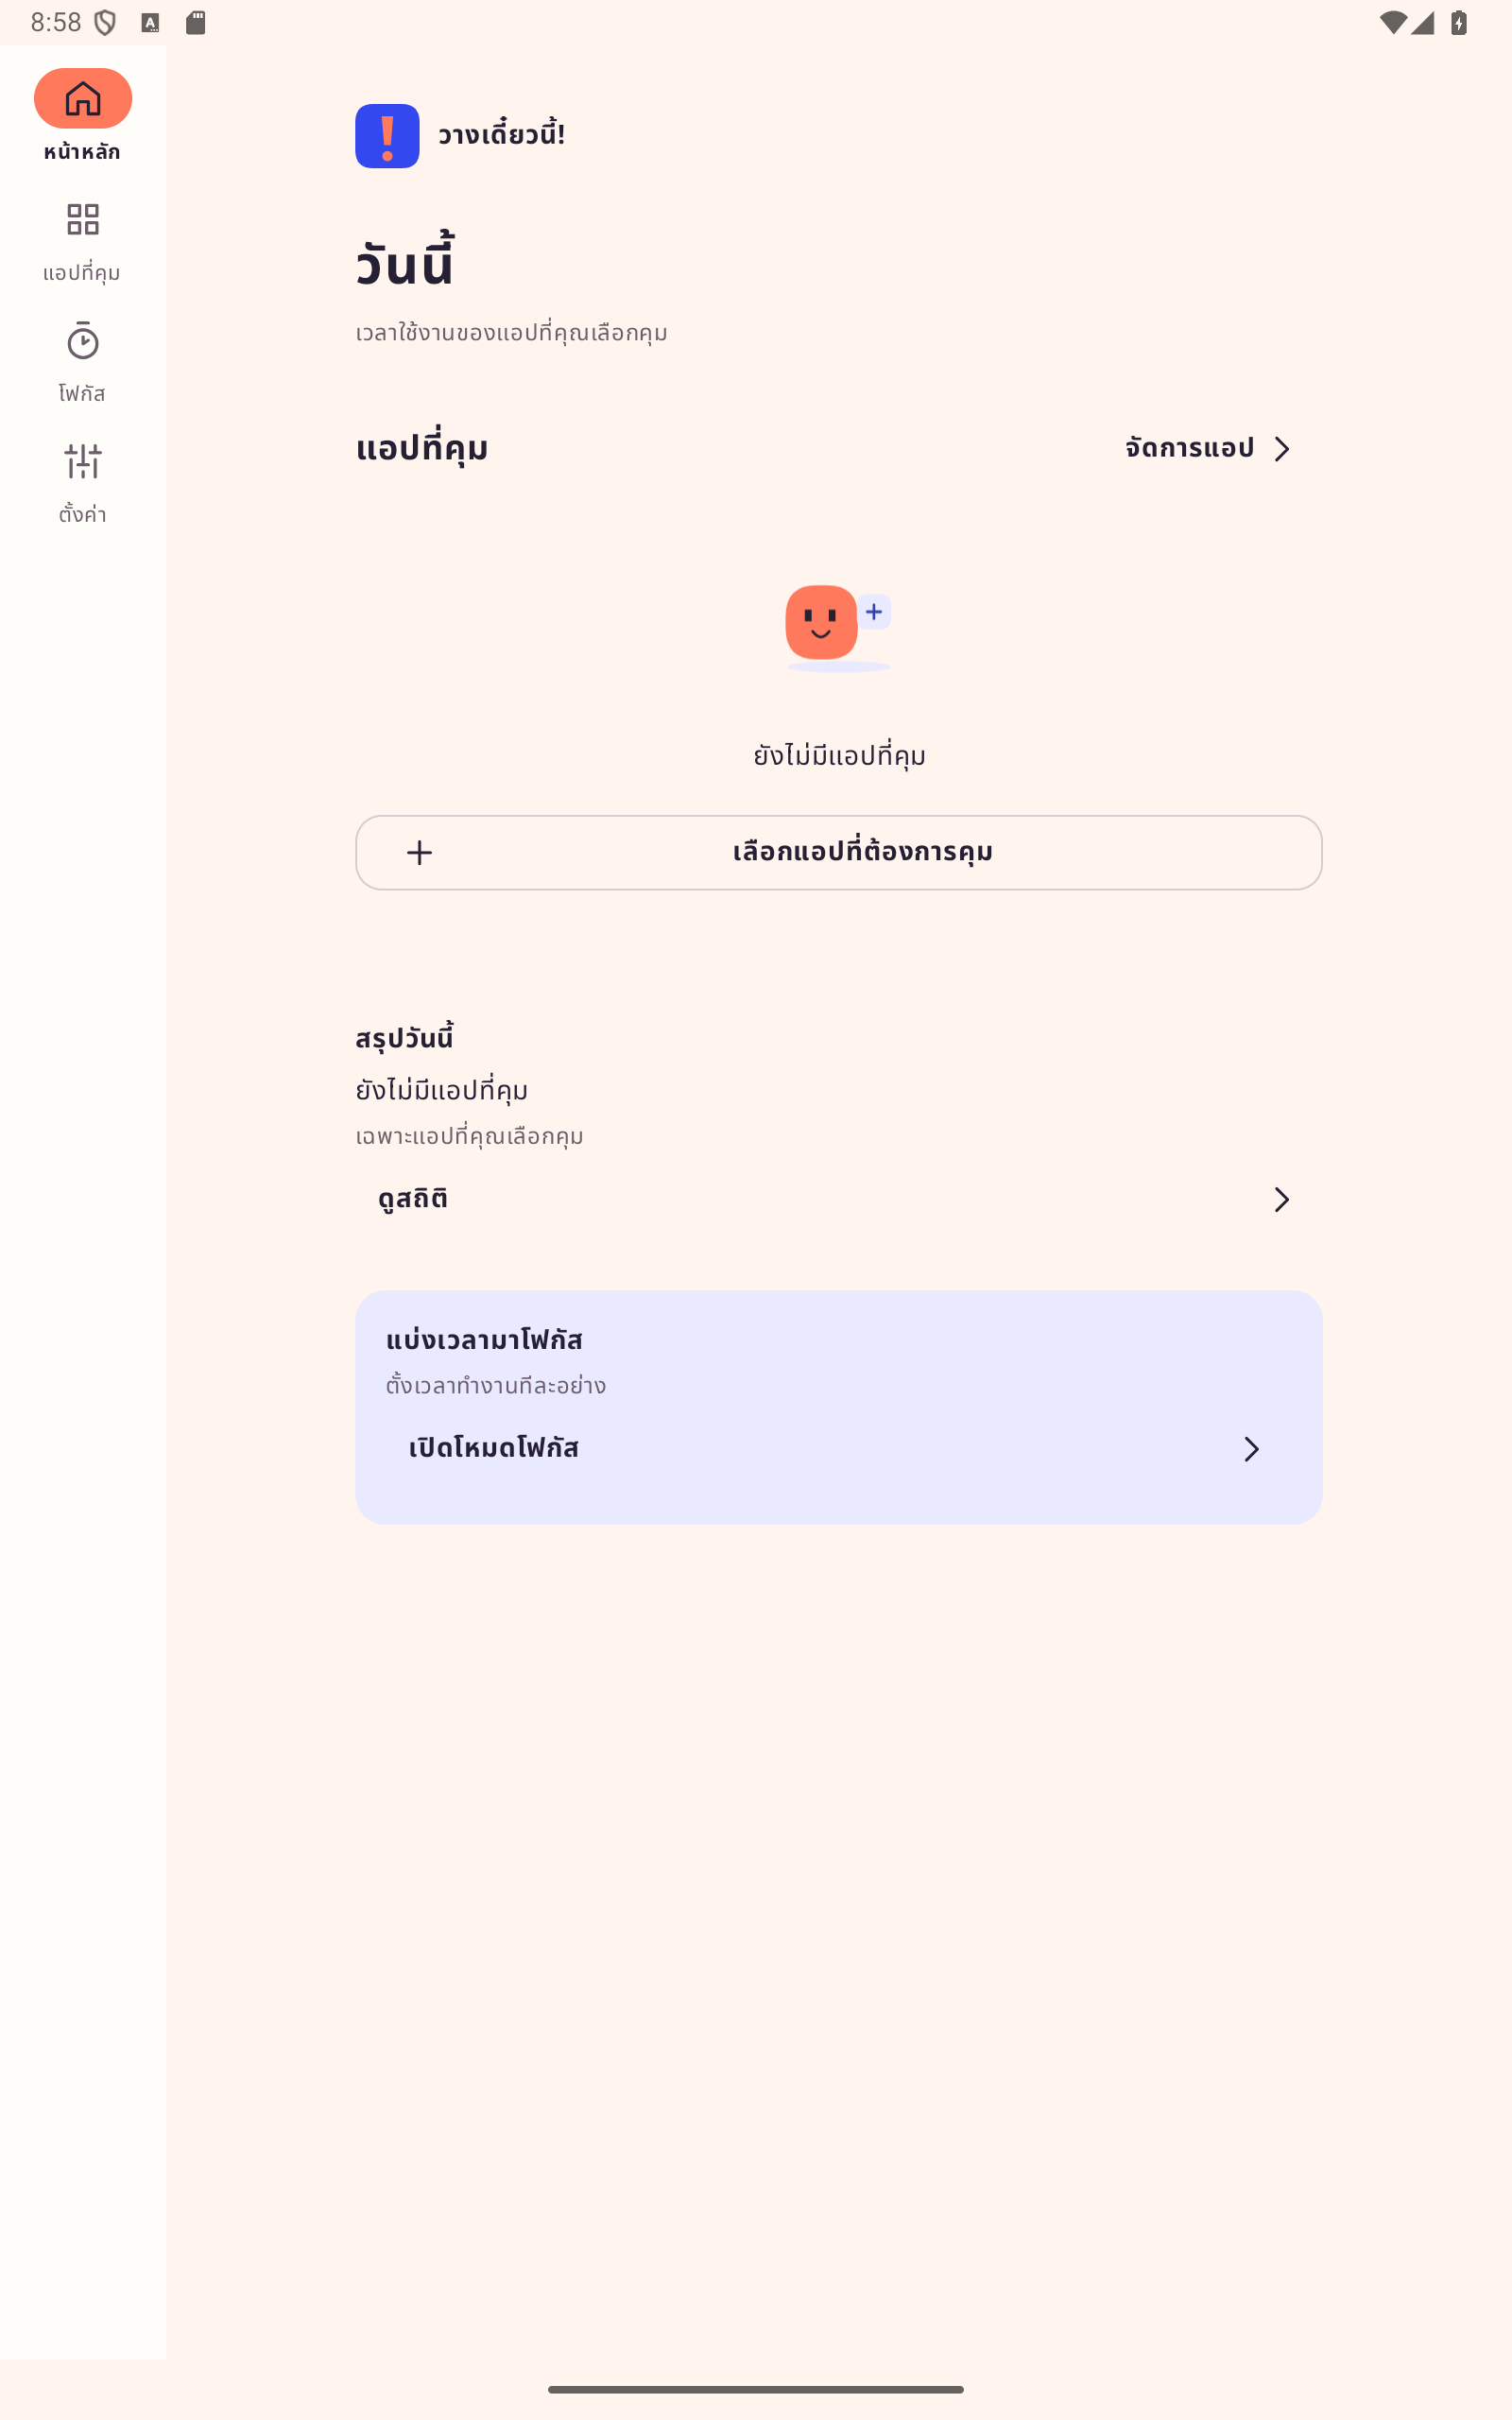 8:58
หน้าหลัก
แอปที่คุม
โฟกัส
ตั้งค่า
วางเดี๋ยวนี้!
วันนี้
เวลาใช้งานของแอปที่คุณเลือกคุม
แอปที่คุม
จัดการแอป
ยังไม่มีแอปที่คุม
เลือกแอปที่ต้องการคุม
สรุปวันนี้
ยังไม่มีแอปที่คุม
เฉพาะแอปที่คุณเลือกคุม
ดูสถิติ
แบ่งเวลามาโฟกัส
ตั้งเวลาทำงานทีละอย่าง
เปิดโหมดโฟกัส